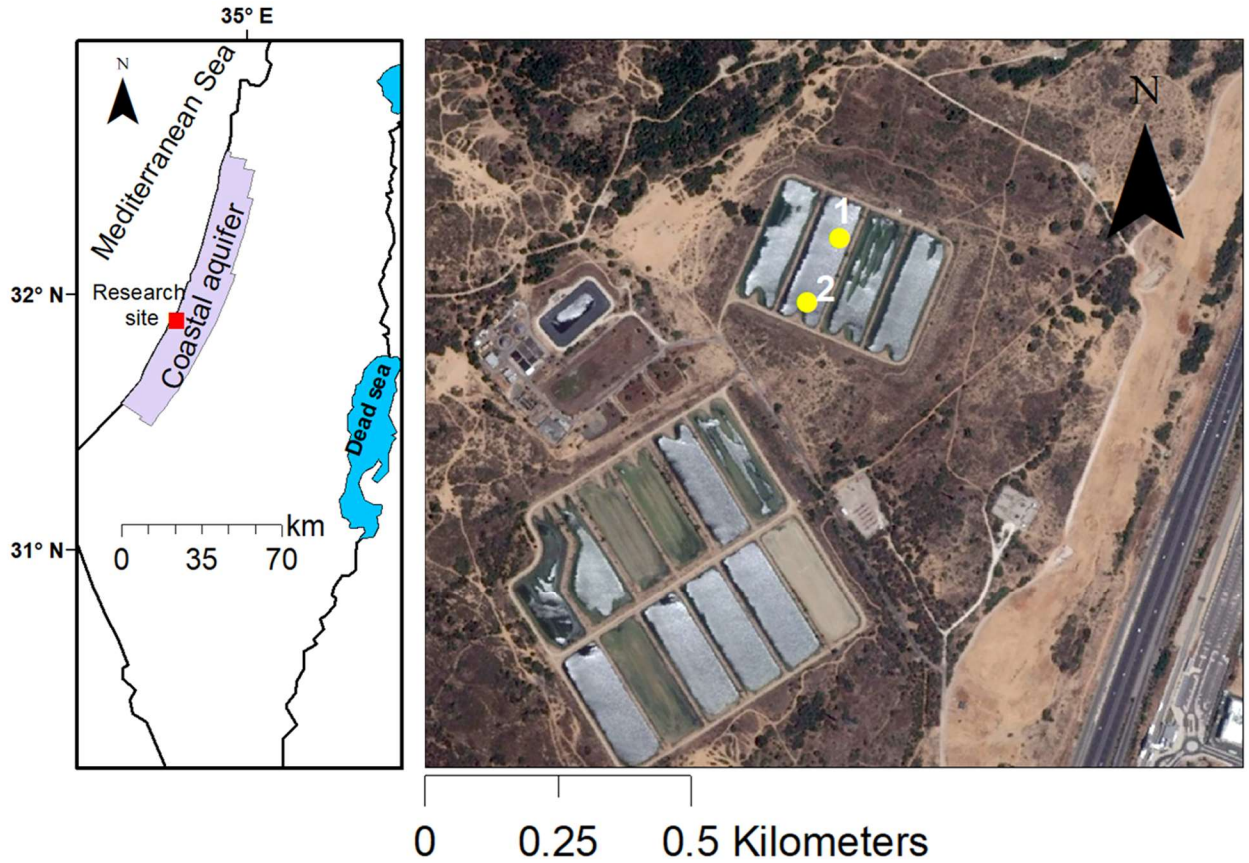 35° E
N
Mediterranean Sea
Coastal aquifer
32° N
Research
site
Dead sea
31° N
km
0 35 70
N
1
2
0 0.25 0.5 Kilometers